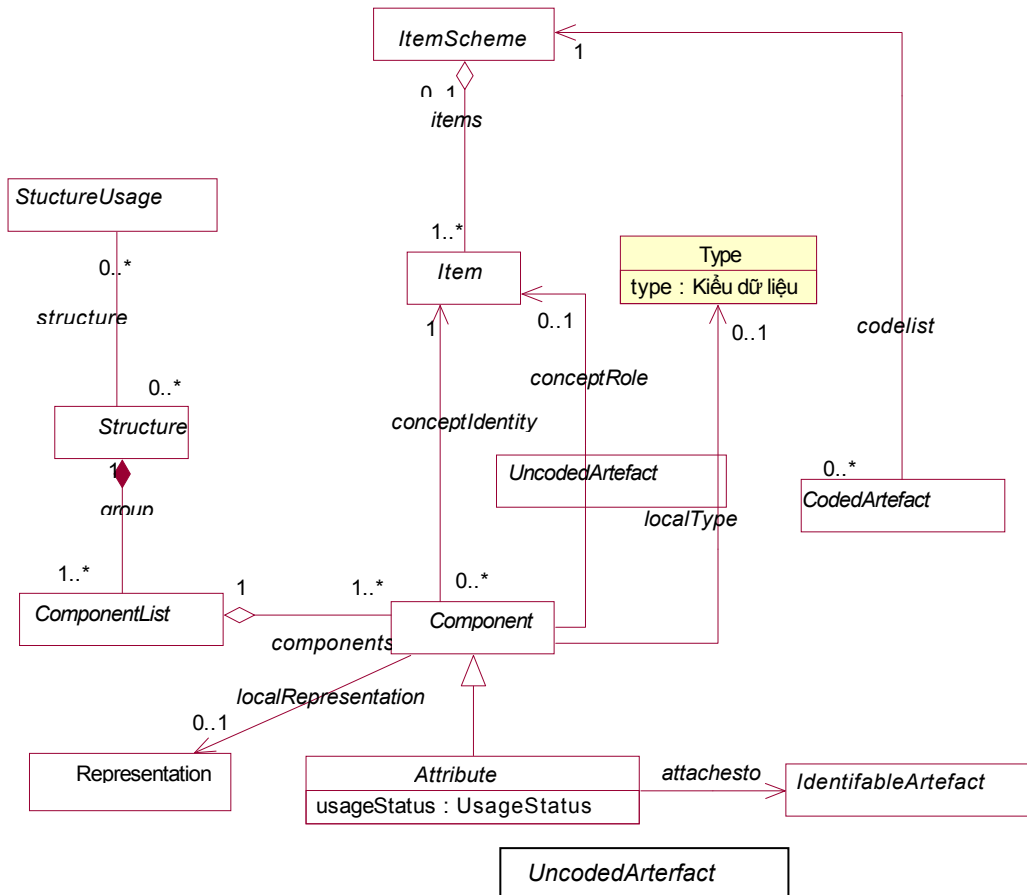 ItemScheme
1
0..1
items
StuctureUsage
1..*
0..*
Item
Type
type : Kiểu dữ liệu
structure
1
0..1
0..1
codelist
conceptRole
0..*
conceptIdentity
Structure
1
UncodedArtefact
0..*
CodedArtefact
group
localType
1..*
1
1..*
0..*
ComponentList
Component
components
localRepresentation
0..1
Representation
Attribute
attachesto
IdentifableArtefact
usageStatus : UsageStatus
UncodedArterfact